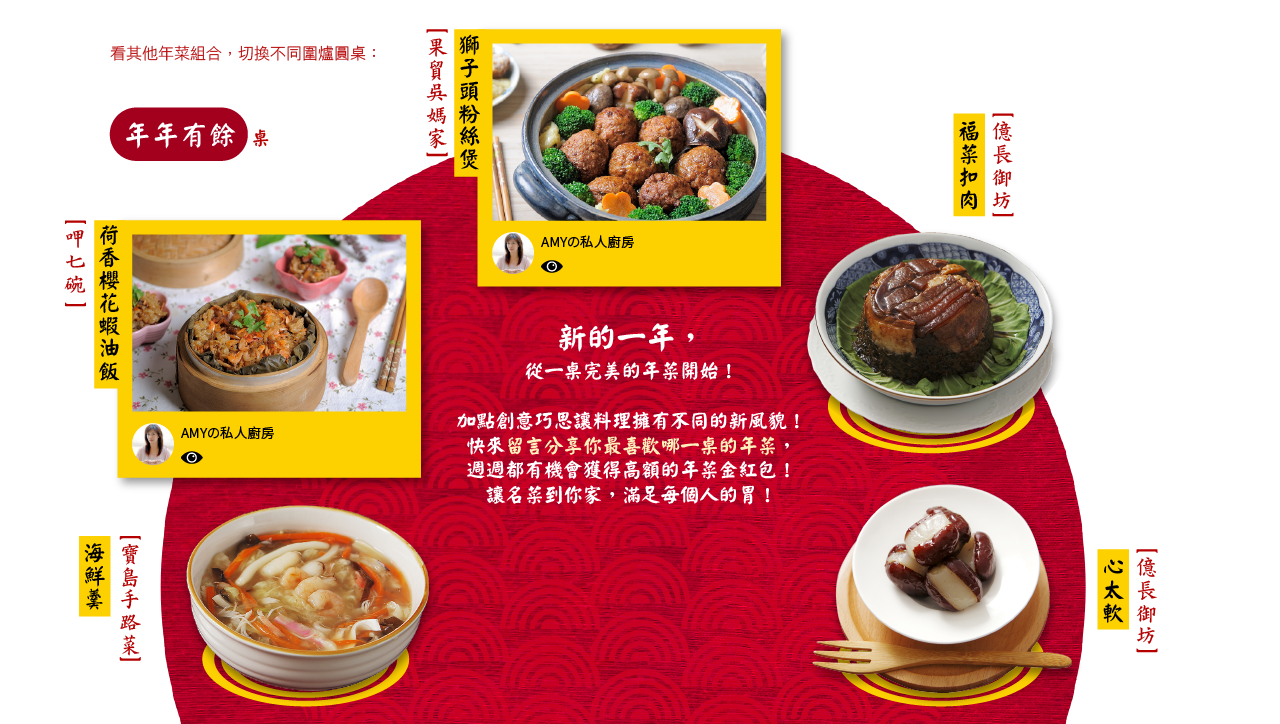 看其他年菜組合，切換不同圍爐圓桌：
年年有餘 桌
[果貿吳媽家]
獅子頭粉絲煲
AMYの私人廚房
[呷七碗]
荷香櫻花蝦油飯
AMYの私人廚房
福菜扣肉
[億長御坊]
新的一年，
從一桌完美的年菜開始！
加點創意巧思讓料理擁有不同的新風貌！
快來留言分享你最喜歡哪一桌的年菜，
週週都有機會獲得高額的年菜金紅包！
讓名菜到你家，滿足每個人的胃！
海鮮羹
[寶島手路菜]
心太軟
[億長御坊]